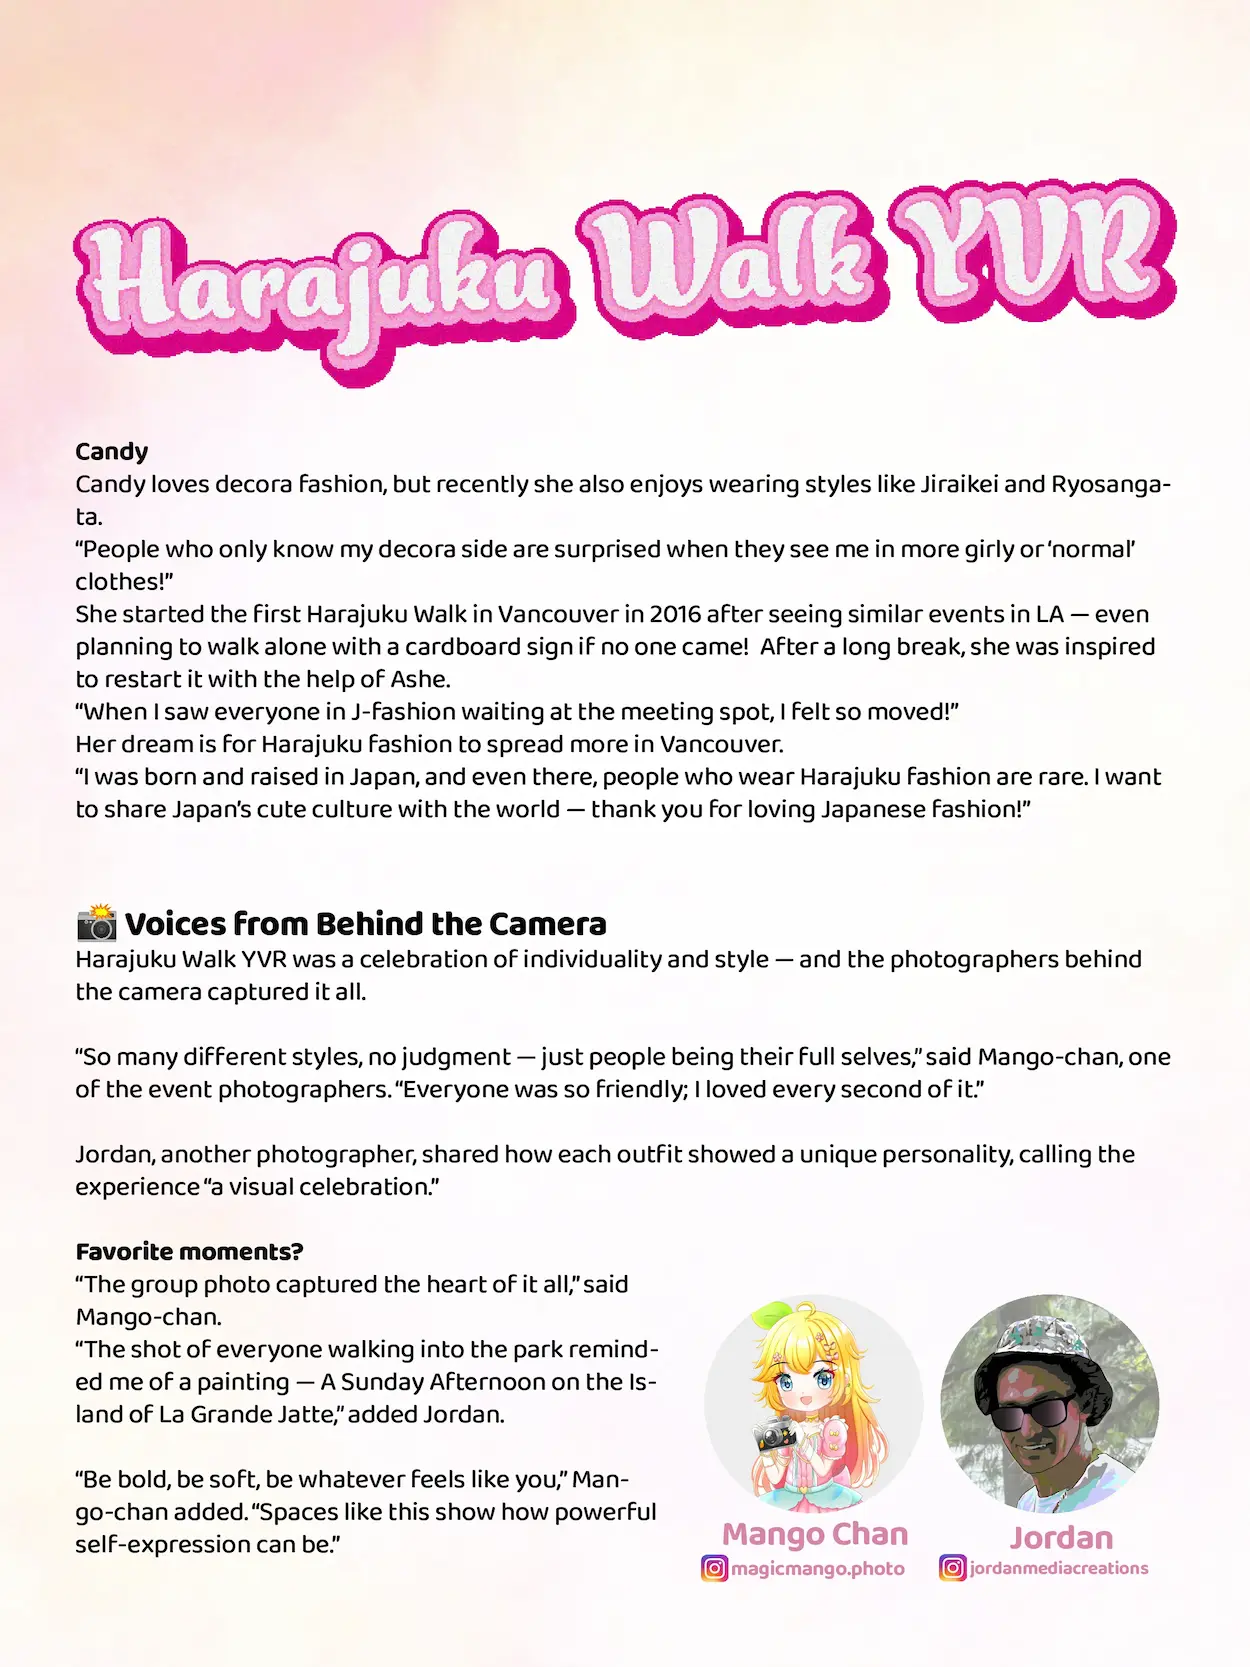 Harajuku Walk YVR
Candy
Candy loves decora fashion, but recently she also enjoys wearing styles like Jiraikei and Ryosanga-
ta.
“People who only know my decora side are surprised when they see me in more girly or ‘normal’
clothes!”
She started the first Harajuku Walk in Vancouver in 2016 after seeing similar events in LA — even
planning to walk alone with a cardboard sign if no one came!  After a long break, she was inspired
to restart it with the help of Ashe.
“When I saw everyone in J-fashion waiting at the meeting spot, I felt so moved!”
Her dream is for Harajuku fashion to spread more in Vancouver.
“I was born and raised in Japan, and even there, people who wear Harajuku fashion are rare. I want
to share Japan’s cute culture with the world — thank you for loving Japanese fashion!”
📸 Voices from Behind the Camera
Harajuku Walk YVR was a celebration of individuality and style — and the photographers behind
the camera captured it all.
“So many different styles, no judgment — just people being their full selves,” said Mango-chan, one
of the event photographers. “Everyone was so friendly; I loved every second of it.”
Jordan, another photographer, shared how each outfit showed a unique personality, calling the
experience “a visual celebration.”
Favorite moments?
“The group photo captured the heart of it all,” said
Mango-chan.
“The shot of everyone walking into the park remind-
ed me of a painting — A Sunday Afternoon on the Is-
land of La Grande Jatte,” added Jordan.
“Be bold, be soft, be whatever feels like you,” Man-
go-chan added. “Spaces like this show how powerful
self-expression can be.”
Mango Chan
magicmango.photo
Jordan
jordanmediacreations